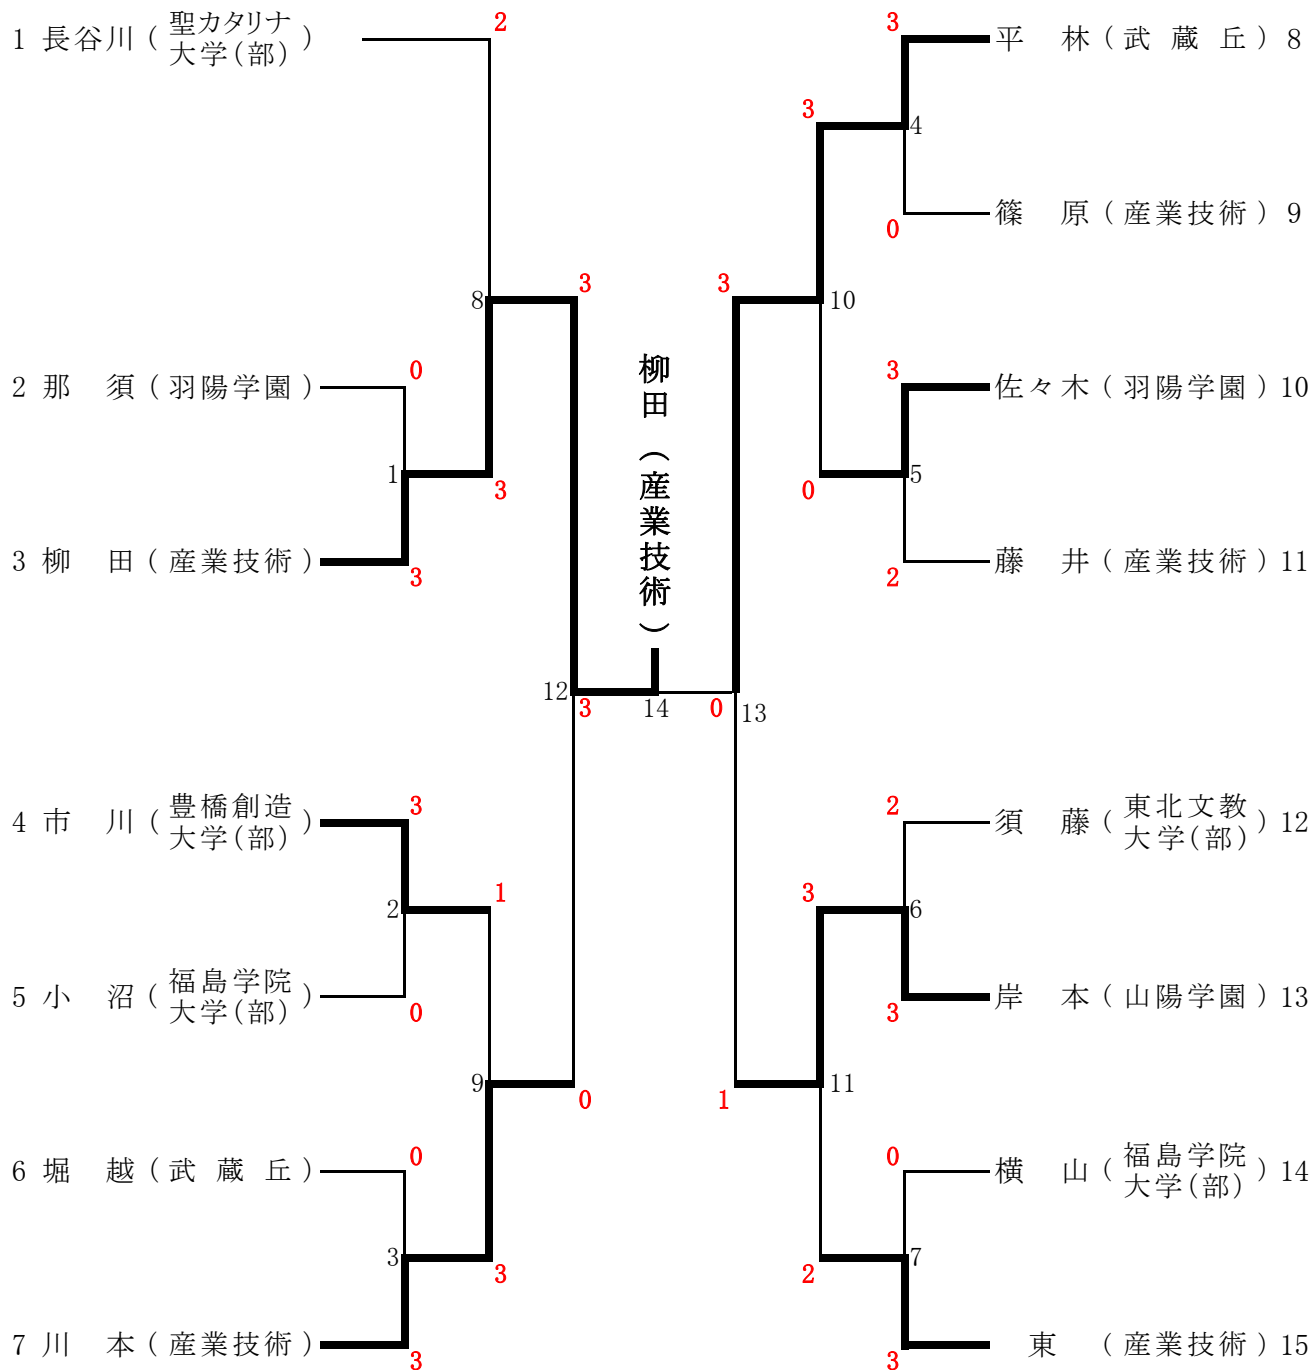 1 長谷川 ( 聖カタリナ
大学(部) )
2
2 那 須 ( 羽陽学園 )
0
1
3 柳 田 ( 産業技術 )
3
8
3
3
4 市 川 ( 豊橋創造
大学(部) )
3
2
1
5 小 沼 ( 福島学院
大学(部) )
0
9
0
6 堀 越 ( 武 蔵 丘 )
0
3
3
7 川 本 ( 産業技術 )
3
12
3
柳田（産業技術）
14
0
13
3
平 林 ( 武 蔵 丘 ) 8
3
4
篠 原 ( 産業技術 ) 9
0
3
10
佐々木 ( 羽陽学園 ) 10
3
5
0
藤 井 ( 産業技術 ) 11
2
須 藤 ( 東北文教
大学(部) ) 12
2
3
6
岸 本 ( 山陽学園 ) 13
3
1
11
横 山 ( 福島学院
大学(部) ) 14
0
2
7
東 ( 産業技術 ) 15
3